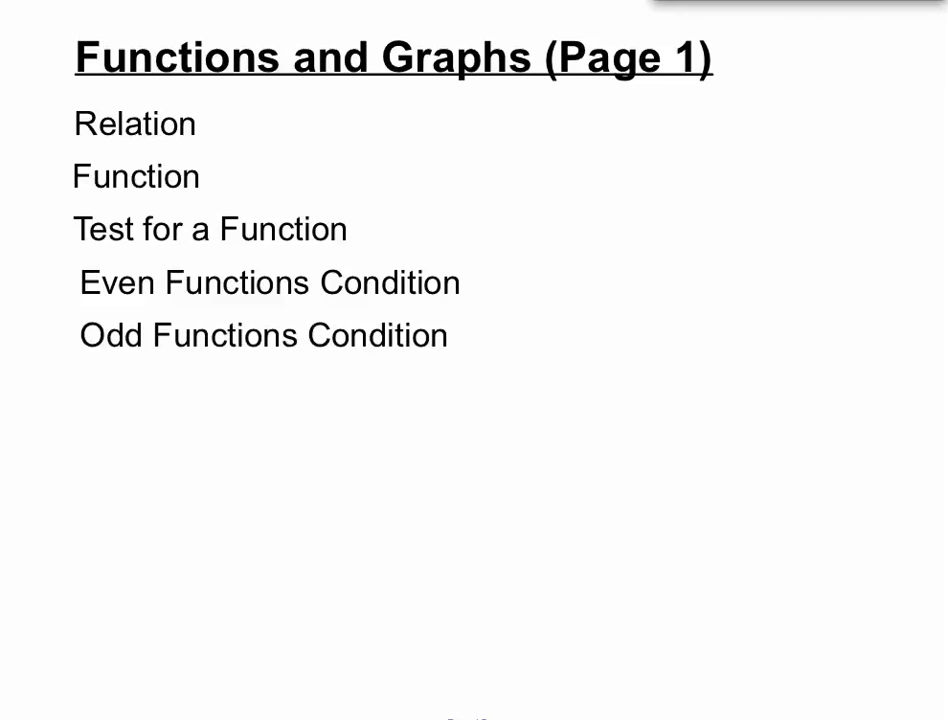 Functions and Graphs (Page 1)
Relation
Function
Test for a Function
Even Functions Condition
Odd Functions Condition